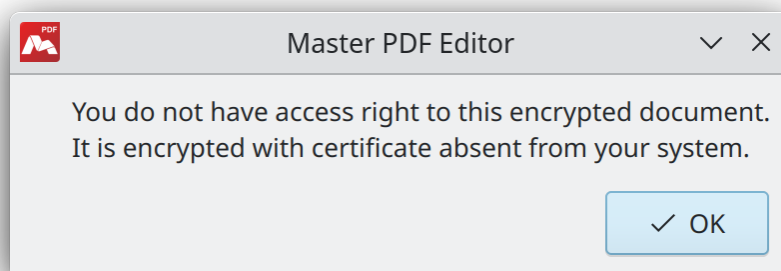 PDF
Master PDF Editor
You do not have access right to this encrypted document.
It is encrypted with certificate absent from your system.
OK